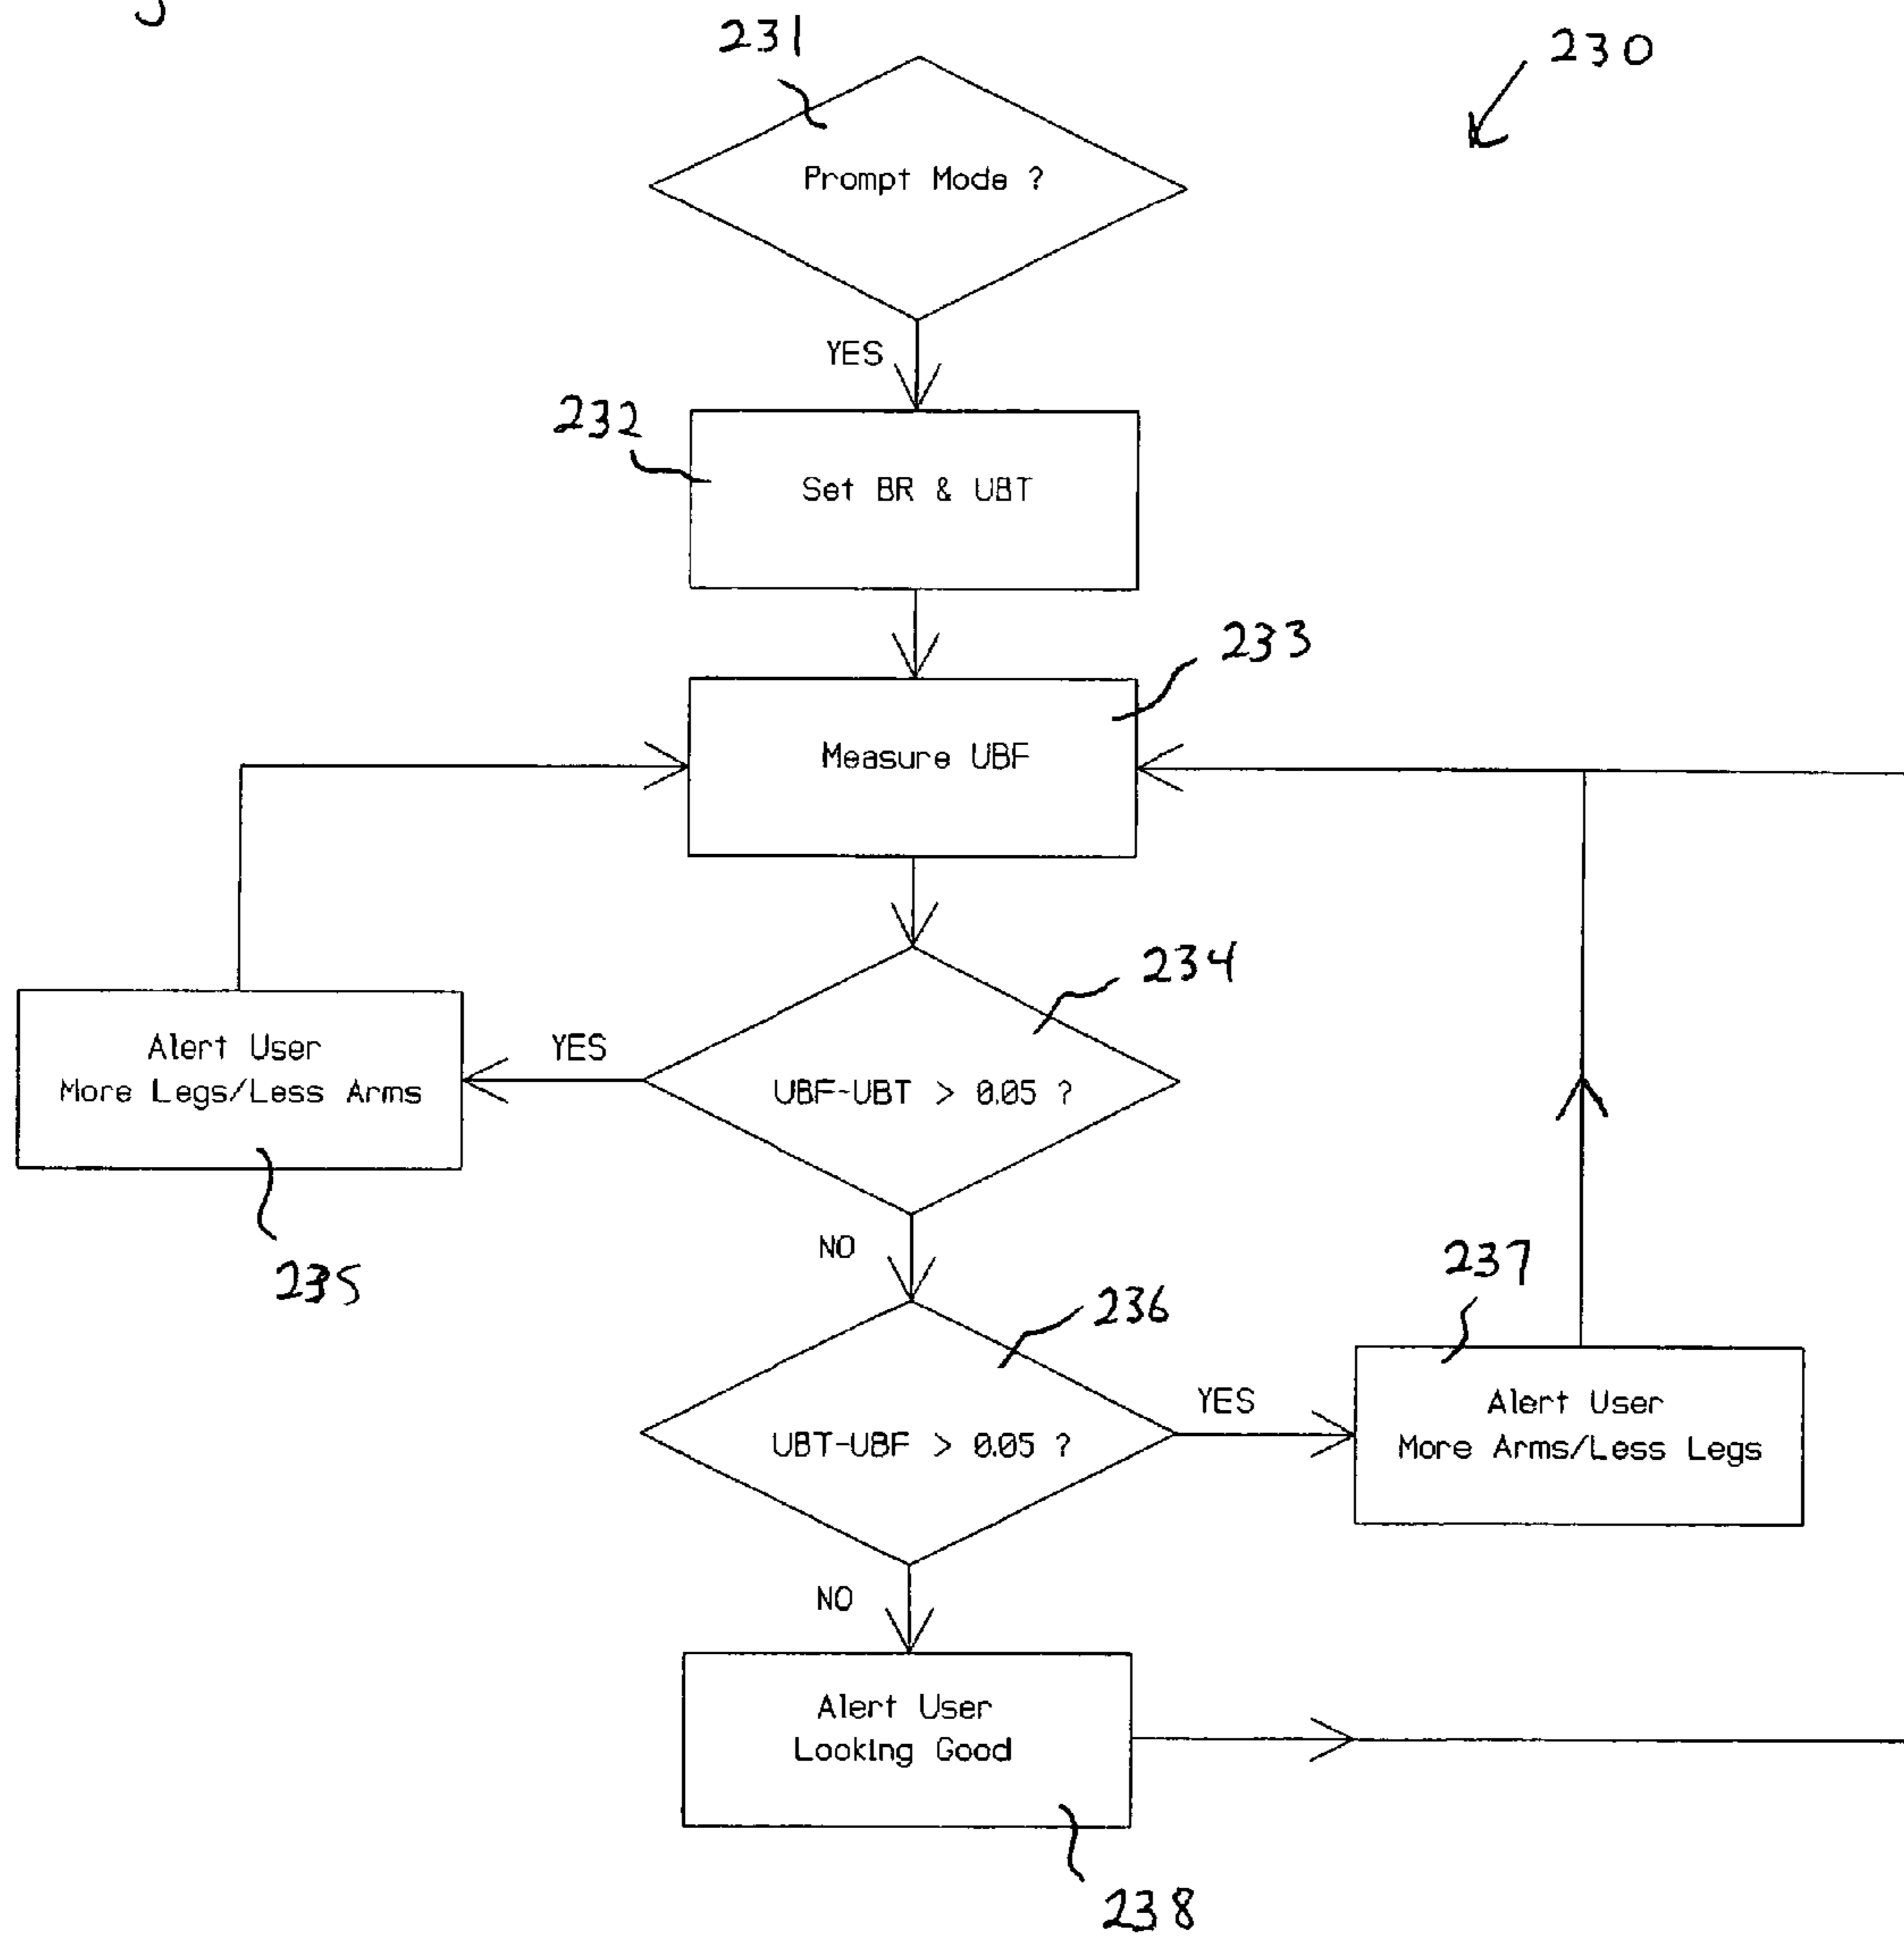 231
230
Prompt Mode ?
YES
232
Set BR & UBT
233
Measure UBF
234
Alert User
More Legs/Less Arms
YES
UBF-UBT > 0.05 ?
235
NO
237
236
YES
Alert User
More Arms/Less Legs
UBT-UBF > 0.05 ?
NO
Alert User
Looking Good
238